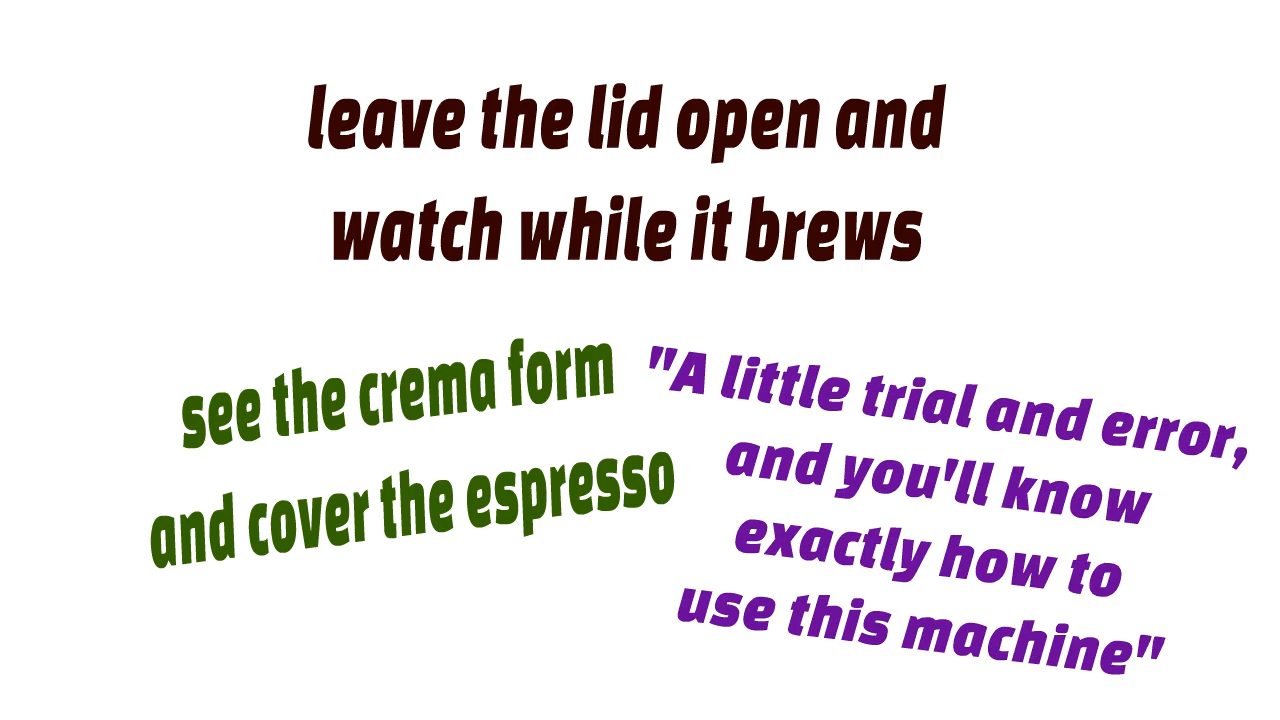 leave the lid open and
watch while it brews
see the crema form
and cover the espresso
"A little trial and error,
and you'll know
exactly how to
use this machine"